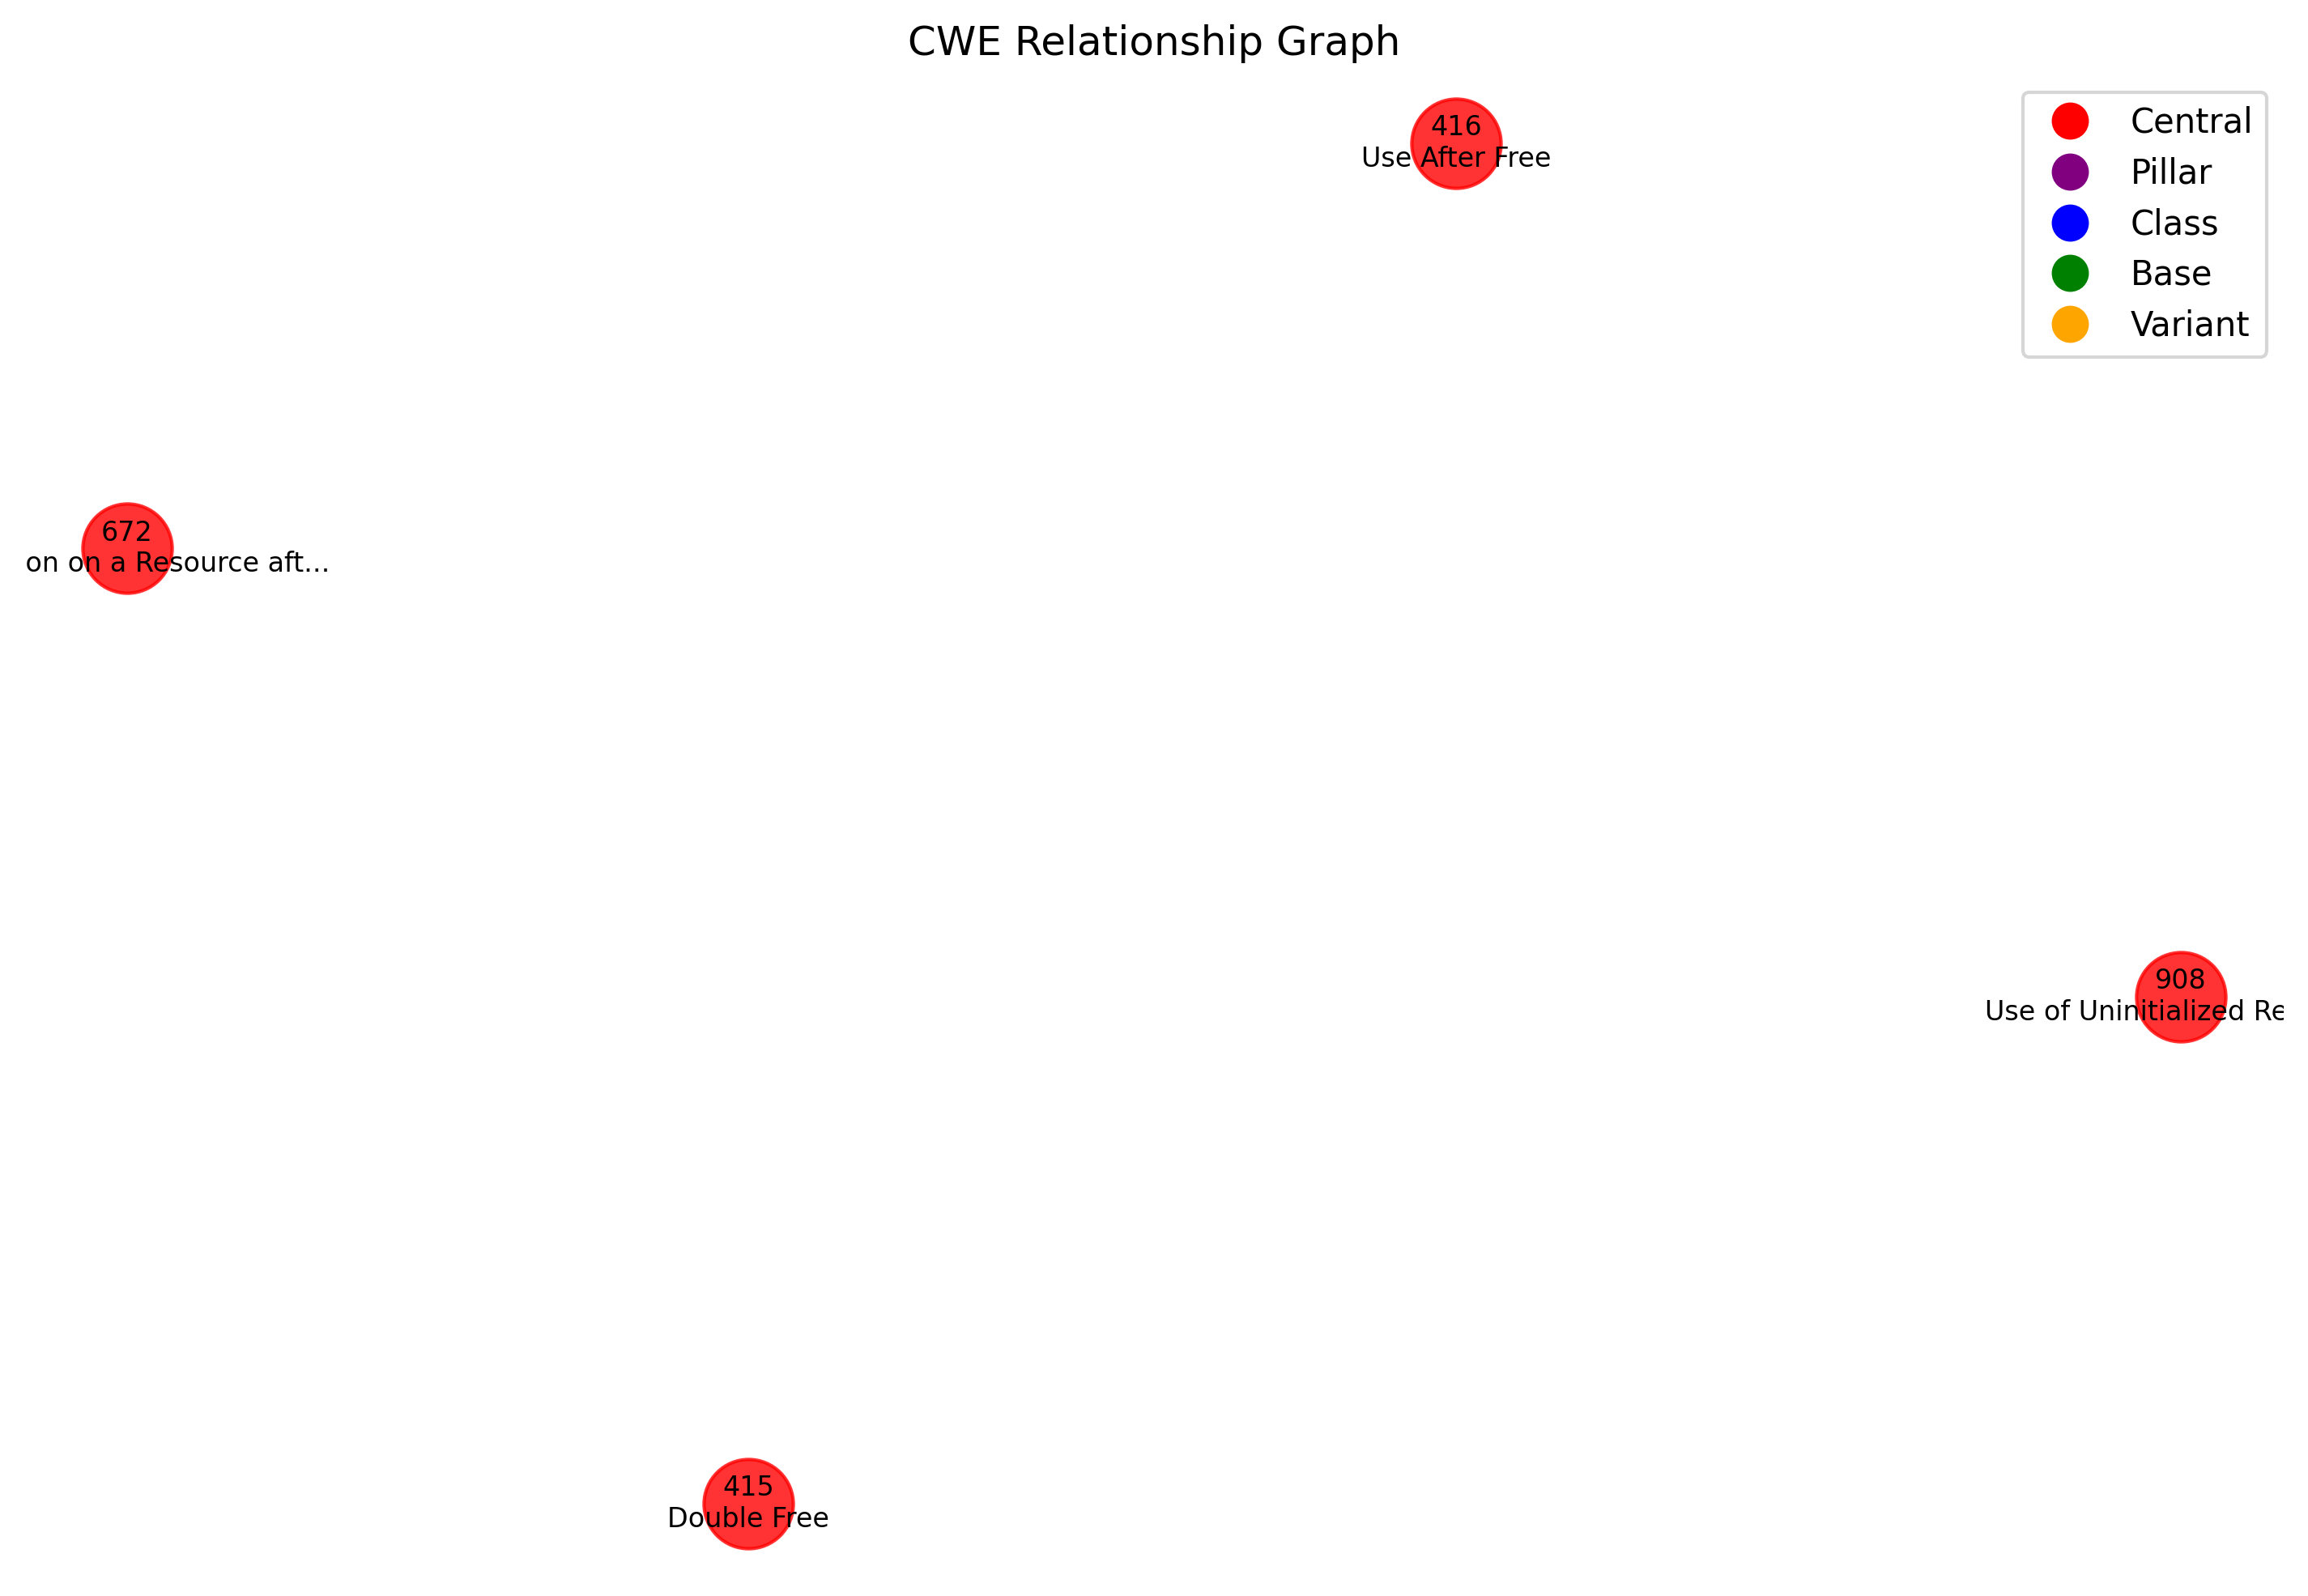 CWE Relationship Graph
416
Use After Free
Central
Pillar
Class
Base
Variant
672
on on a Resource aft...
908
Use of Uninitialized Re
415
Double Free